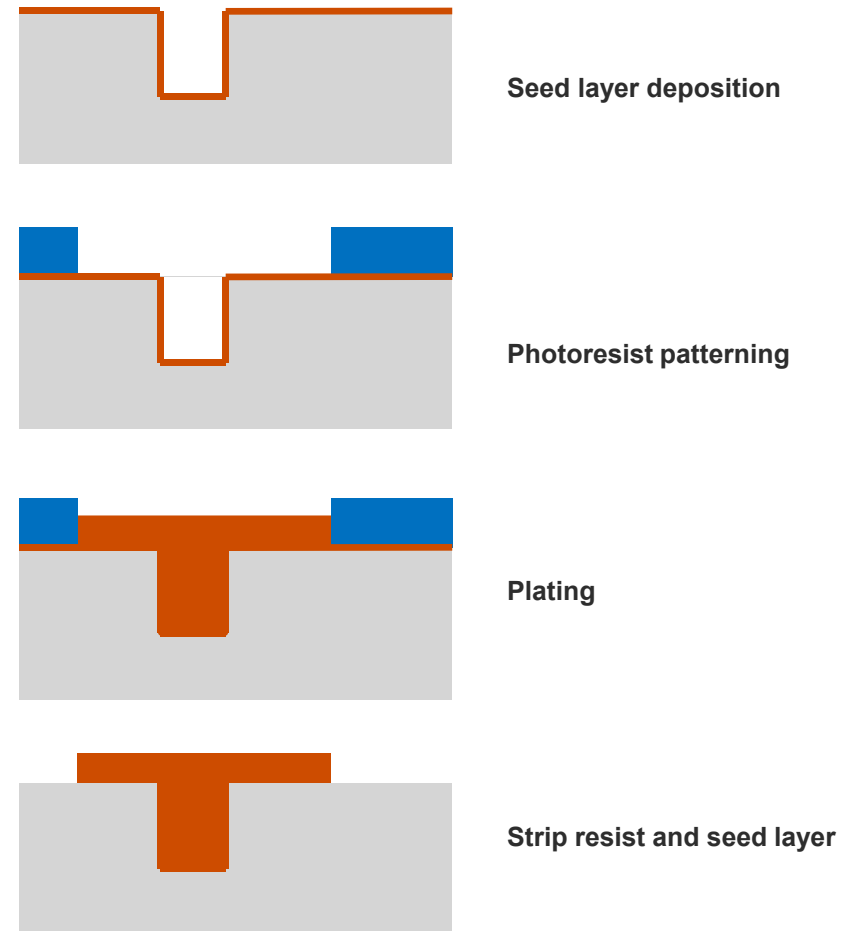 Seed layer deposition
Photoresist patterning
Plating
Strip resist and seed layer